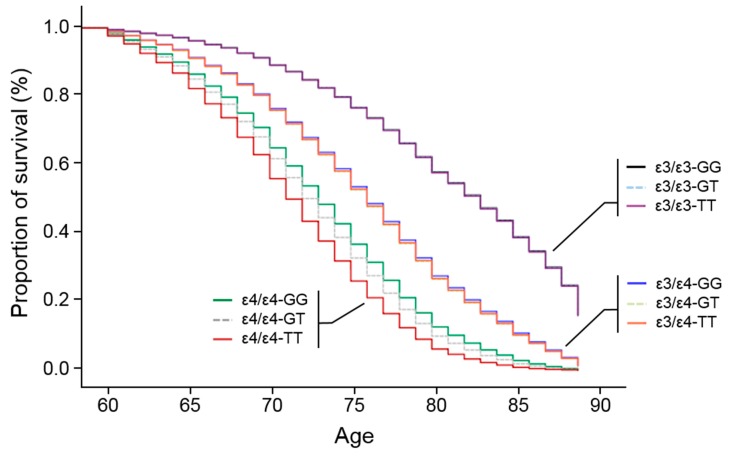 Proportion of survival (%)
1.0
0.8
0.6
0.4
0.2
0.0
ε3/ε3-GG
ε3/ε3-GT
ε3/ε3-TT
ε3/ε4-GG
ε3/ε4-GT
ε3/ε4-TT
ε4/ε4-GG
ε4/ε4-GT
ε4/ε4-TT
60 65 70 75 80 85 90
Age